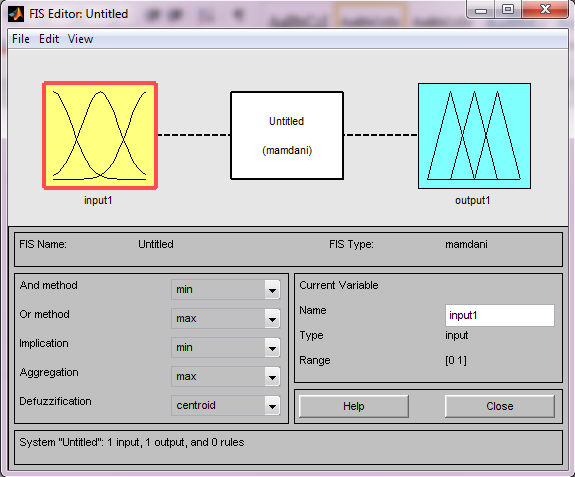 FIS Editor: Untitled
File Edit View
Untitled
(mamdani)
input1
output1
FIS Name: Untitled FIS Type: mamdani
And method min
Or method max
Implication min
Aggregation max
Defuzzification centroid
Current Variable
Name input1
Type input
Range [0 1]
Help Close
System "Untitled": 1 input, 1 output, and 0 rules